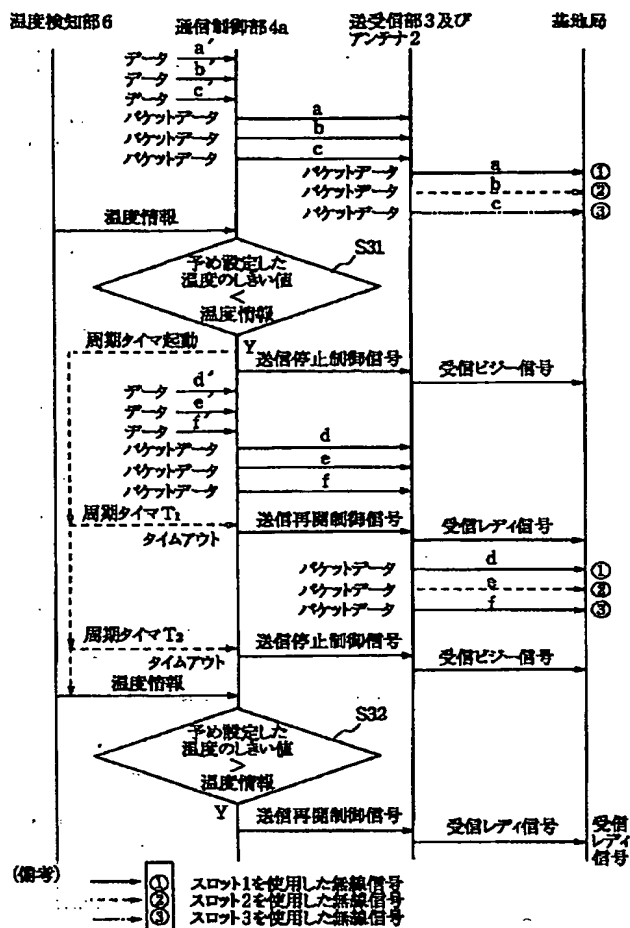 温度検知部6
通信制御部4a
送受信部3及び
アンテナ2
基地局
データ a′
データ b′
データ c′
パケットデータ a
パケットデータ b
パケットデータ c
パケットデータ a ①
パケットデータ b ②
パケットデータ c ③
温度情報
S31
予め設定した
温度のしきい値
<
温度情報
周期タイマ起動
Y
送信停止制御信号
受信ビジー信号
データ d′
データ e′
データ f′
パケットデータ d
パケットデータ e
パケットデータ f
周期タイマT₁
タイムアウト
送信再開制御信号
受信レディ信号
パケットデータ d ①
パケットデータ e ②
パケットデータ f ③
周期タイマT₂
タイムアウト
送信停止制御信号
受信ビジー信号
温度情報
S32
予め設定した
温度のしきい値
>
温度情報
Y
送信再開制御信号
受信レディ信号
受信
レディ
信号
(備考)
① スロット1を使用した無線信号
② スロット2を使用した無線信号
③ スロット3を使用した無線信号